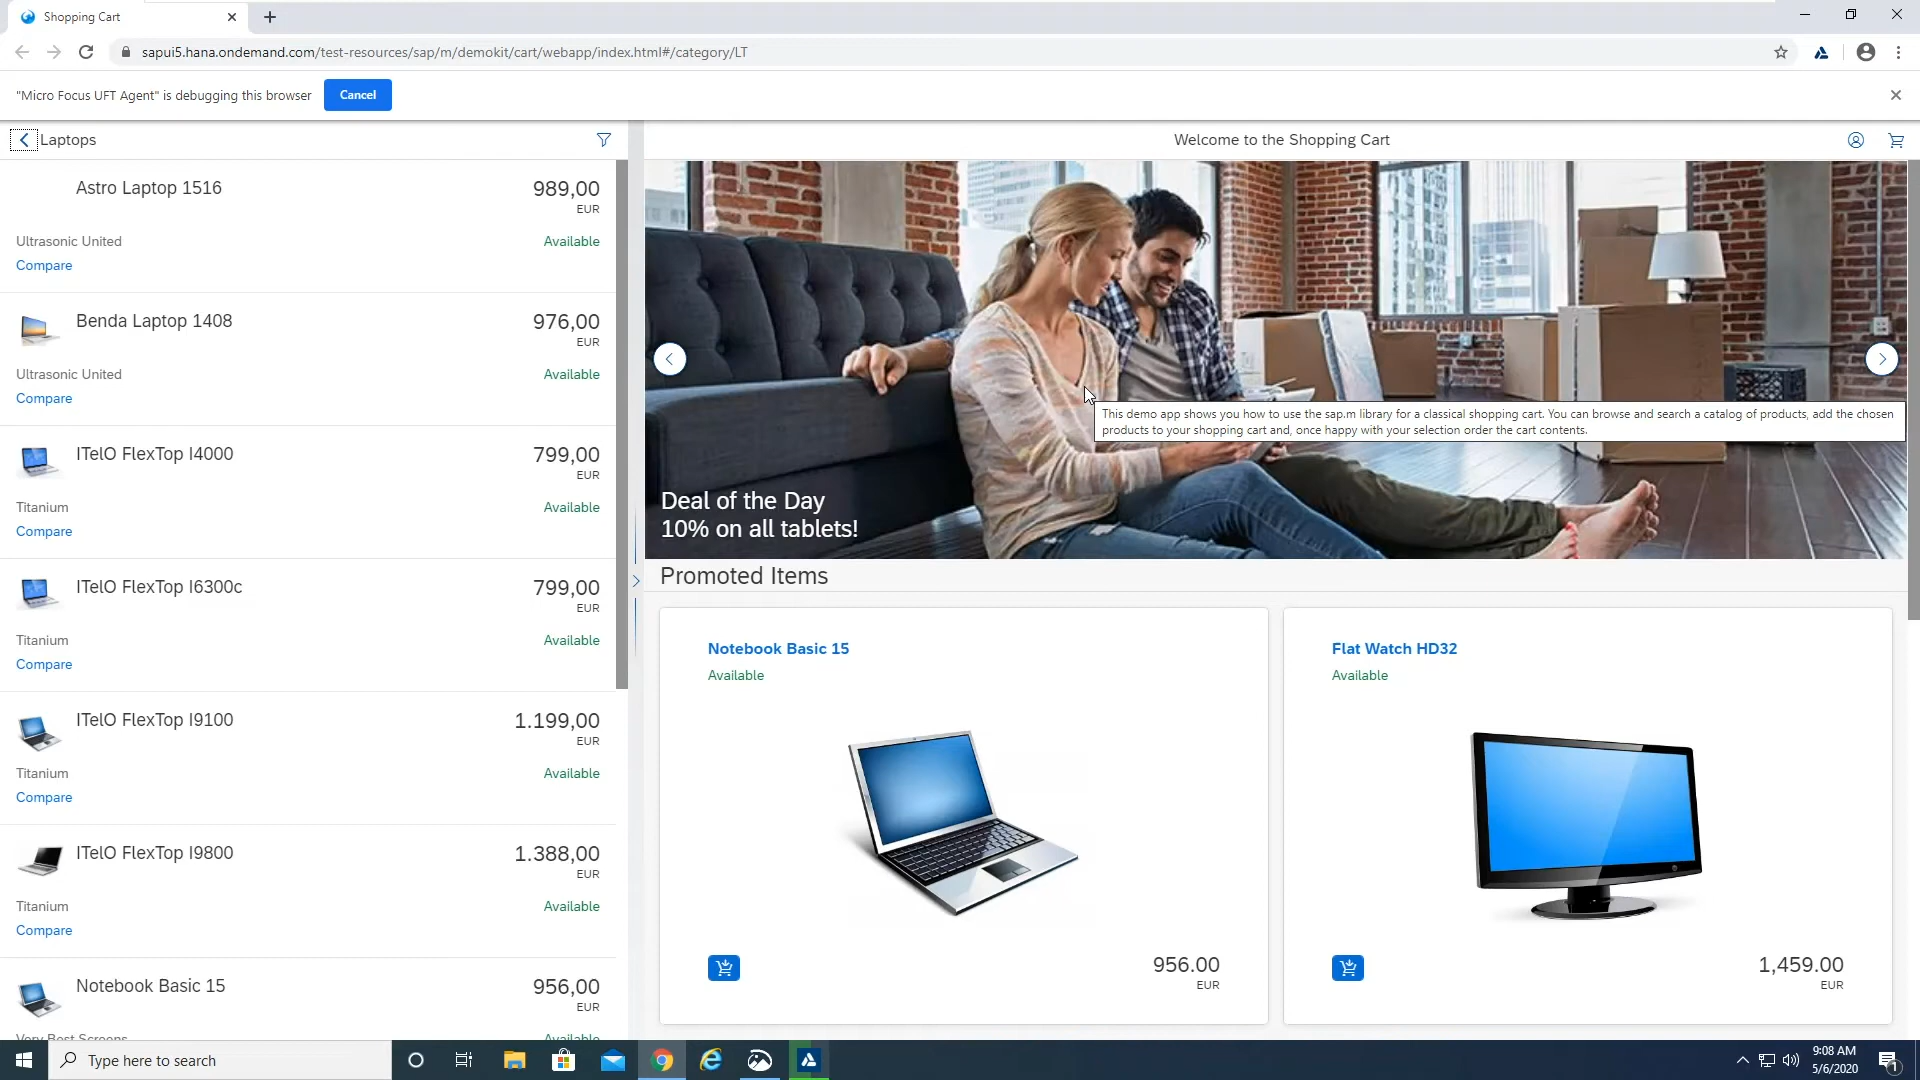 Shopping Cart
sapui5.hana.ondemand.com/test-resources/sap/m/demokit/cart/webapp/index.html#/category/LT
"Micro Focus UFT Agent" is debugging this browser
Cancel
Laptops
Astro Laptop 1516
989,00
EUR
Ultrasonic United
Available
Compare
Benda Laptop 1408
976,00
EUR
Ultrasonic United
Available
Compare
ITelO FlexTop I4000
799,00
EUR
Titanium
Available
Compare
ITelO FlexTop I6300c
799,00
EUR
Titanium
Available
Compare
ITelO FlexTop I9100
1.199,00
EUR
Titanium
Available
Compare
ITelO FlexTop I9800
1.388,00
EUR
Titanium
Available
Compare
Notebook Basic 15
956,00
EUR
Very Best Screens
Available
Welcome to the Shopping Cart
This demo app shows you how to use the sap.m library for a classical shopping cart. You can browse and search a catalog of products, add the chosen
products to your shopping cart and, once happy with your selection order the cart contents.
Deal of the Day
10% on all tablets!
Promoted Items
Notebook Basic 15
Available
956.00
EUR
Flat Watch HD32
Available
1,459.00
EUR
Type here to search
9:08 AM
5/6/2020
1